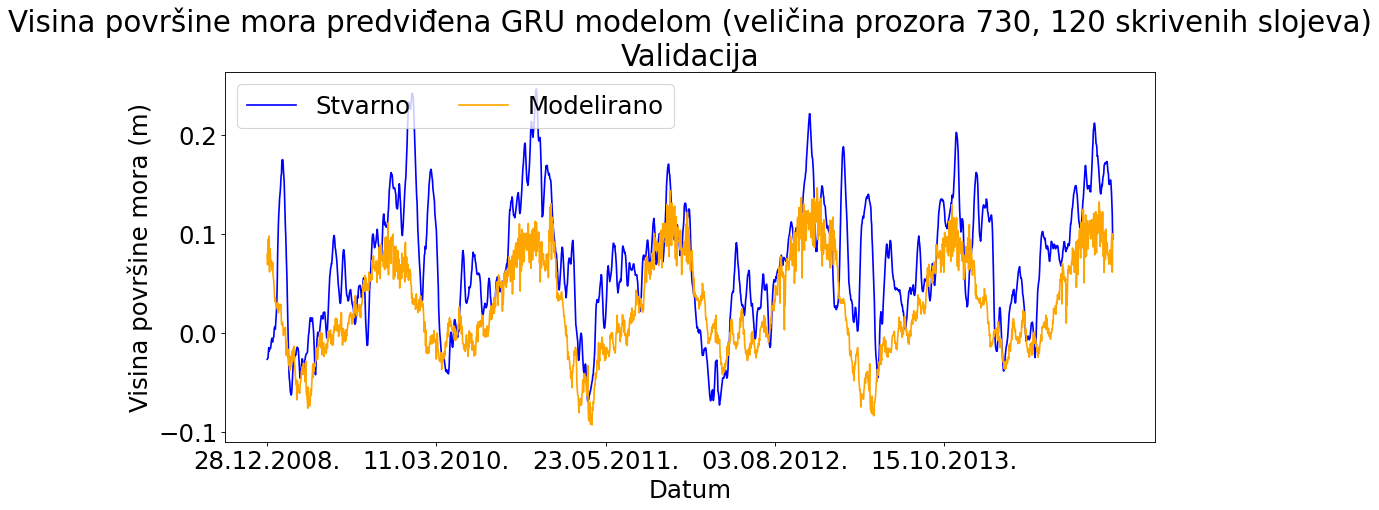 Visina površine mora predviđena GRU modelom (veličina prozora 730, 120 skrivenih slojeva)
Validacija
Stvarno
Modelirano
Visina površine mora (m)
0.2
0.1
0.0
−0.1
28.12.2008.
11.03.2010.
23.05.2011.
03.08.2012.
15.10.2013.
Datum